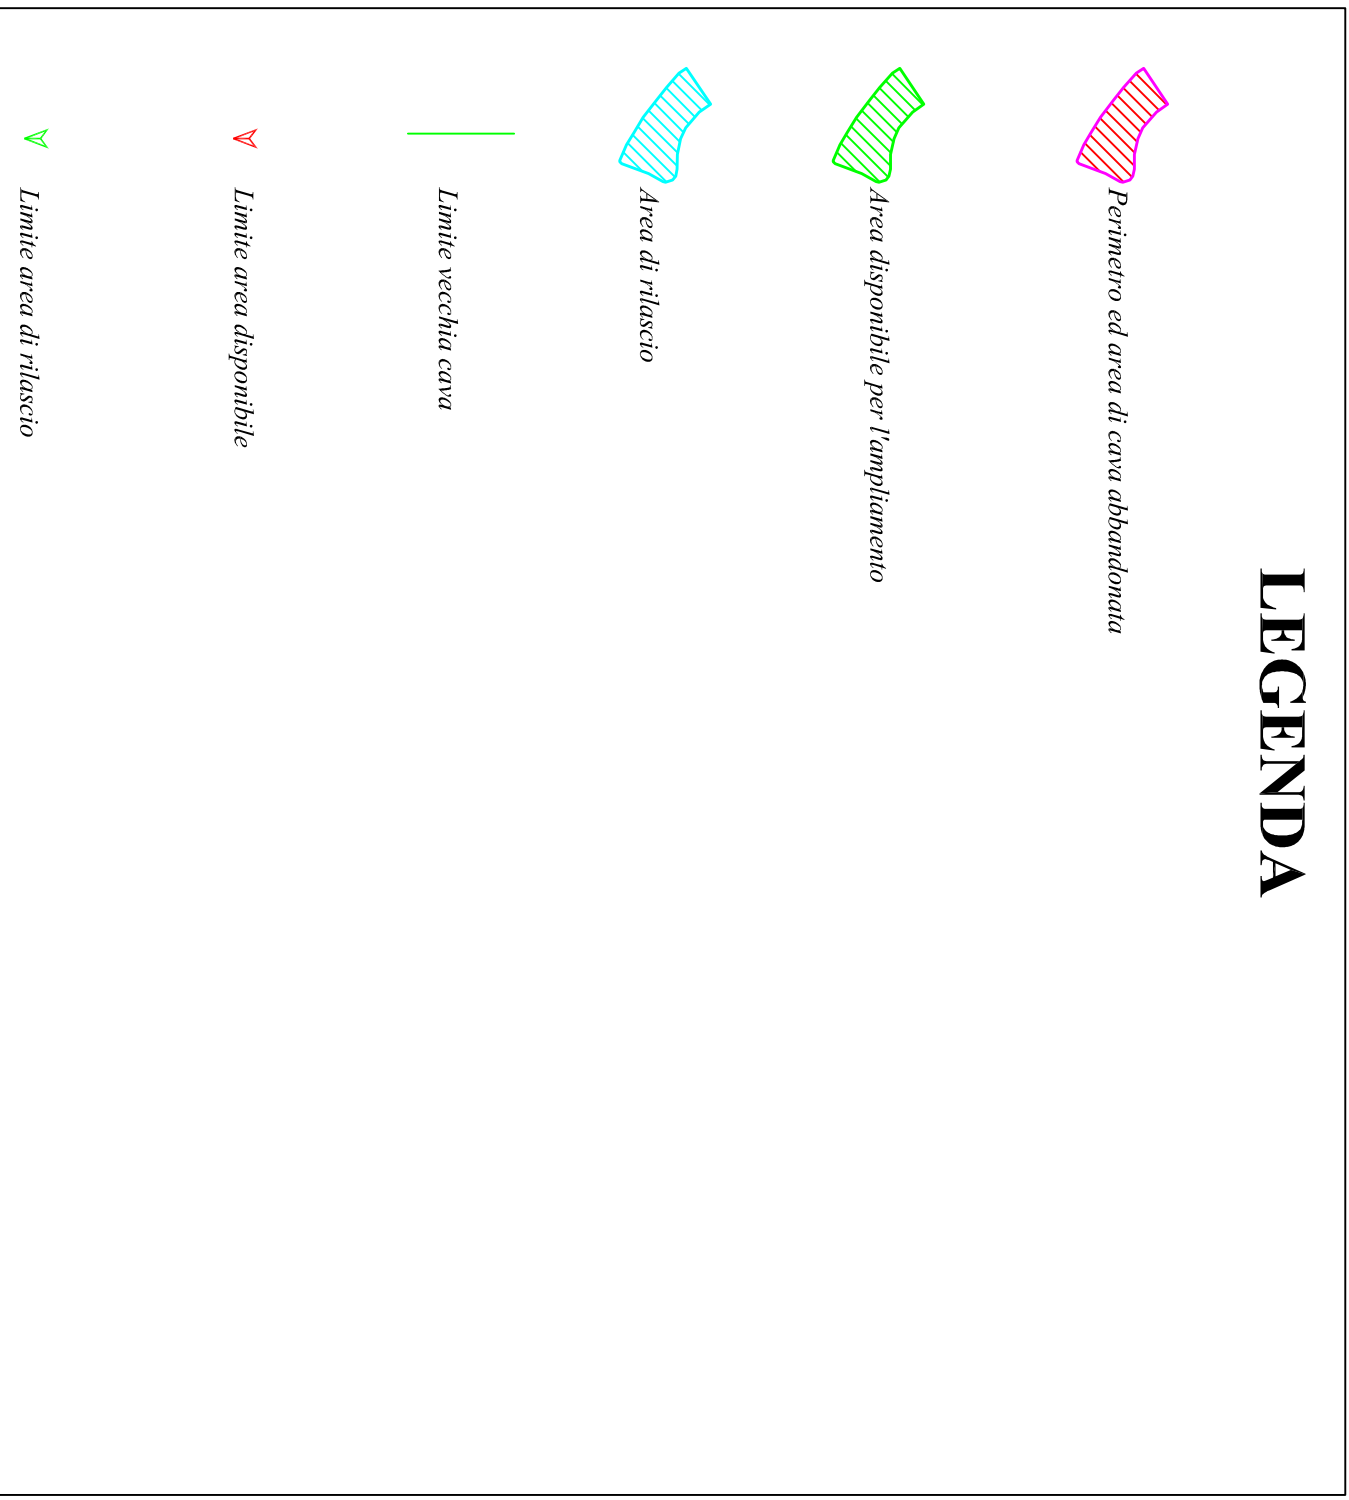 LEGENDA
Perimetro ed area di cava abbandonata
Area disponibile per l'ampliamento
Area di rilascio
Limite vecchia cava
Limite area disponibile
Limite area di rilascio